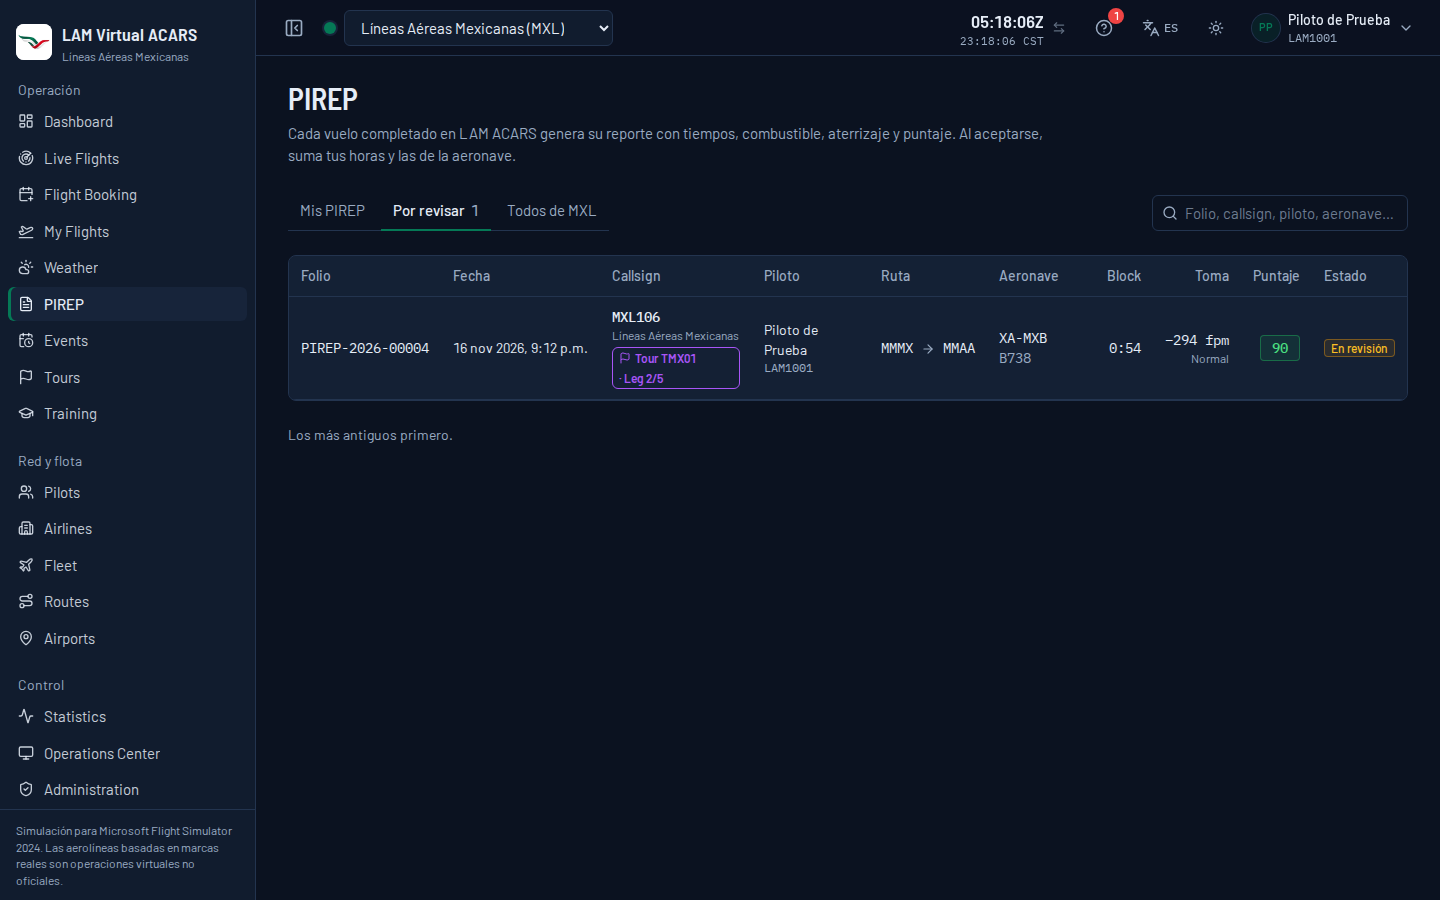 LAM Virtual ACARS
Líneas Aéreas Mexicanas
Operación
Dashboard
Live Flights
Flight Booking
My Flights
Weather
PIREP
Events
Tours
Training
Red y flota
Pilots
Airlines
Fleet
Routes
Airports
Control
Statistics
Operations Center
Administration
Simulación para Microsoft Flight Simulator
2024. Las aerolíneas basadas en marcas
reales son operaciones virtuales no
oficiales.
Líneas Aéreas Mexicanas (MXL)
05:18:06Z
23:18:06 CST
1
ES
PP
Piloto de Prueba
LAM1001
PIREP
Cada vuelo completado en LAM ACARS genera su reporte con tiempos, combustible, aterrizaje y puntaje. Al aceptarse,
suma tus horas y las de la aeronave.
Mis PIREP Por revisar 1 Todos de MXL
Folio, callsign, piloto, aeronave...
Folio Fecha Callsign Piloto Ruta Aeronave Block Toma Puntaje Estado
PIREP-2026-00004
16 nov 2026, 9:12 p.m.
MXL106
Líneas Aéreas Mexicanas
Tour TMX01
· Leg 2/5
Piloto de
Prueba
LAM1001
MMMX → MMAA
XA-MXB
B738
0:54
−294 fpm
Normal
90
En revisión
Los más antiguos primero.